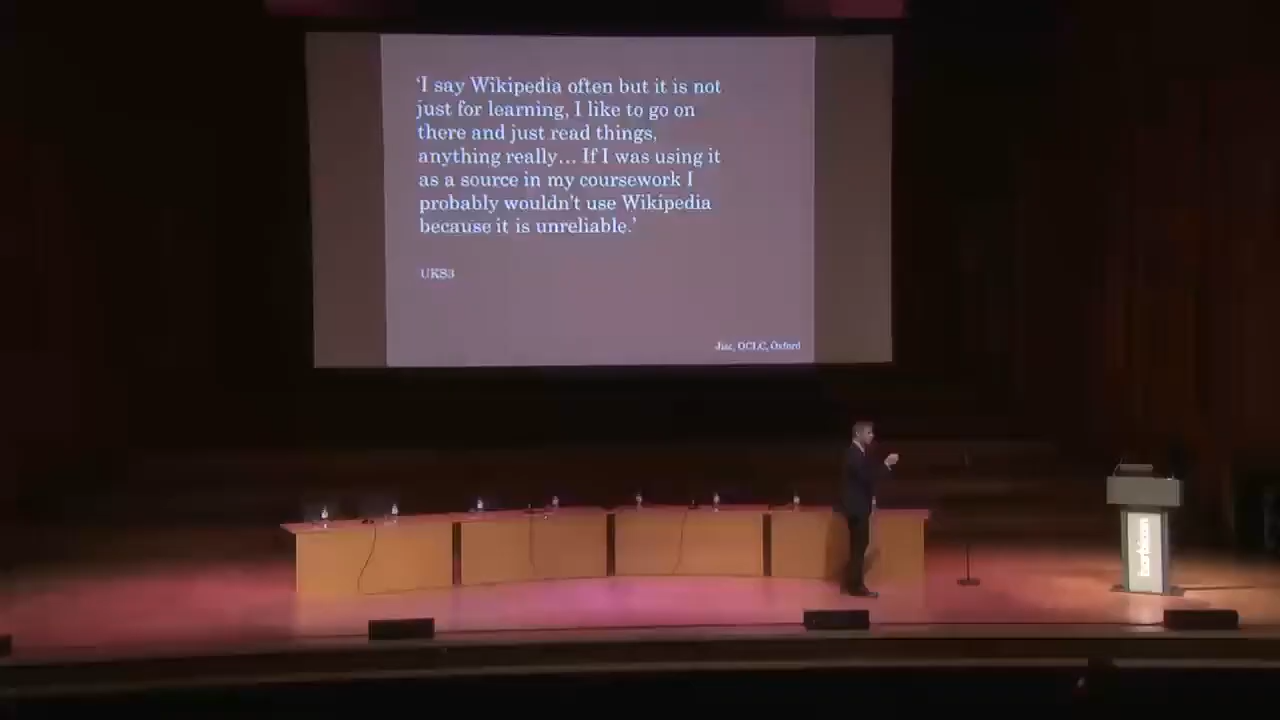 ‘I say Wikipedia often but it is not
just for learning, I like to go on
there and just read things,
anything really… If I was using it
as a source in my coursework I
probably wouldn't use Wikipedia
because it is unreliable.’
UKS3
Jisc, OCLC, Oxford
barbican